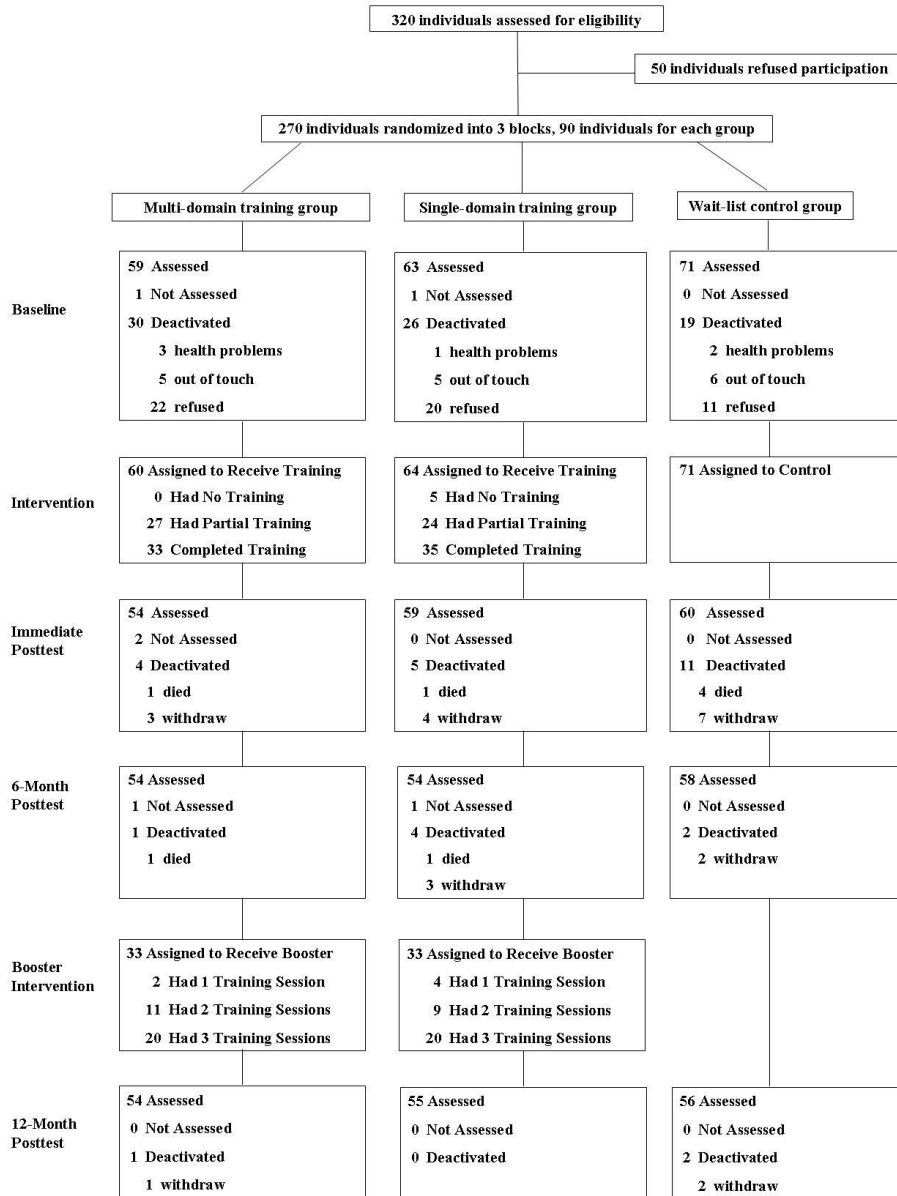 320 individuals assessed for eligibility
50 individuals refused participation
270 individuals randomized into 3 blocks, 90 individuals for each group
Multi-domain training group
Single-domain training group
Wait-list control group
Baseline
59 Assessed
1 Not Assessed
30 Deactivated
3 health problems
5 out of touch
22 refused
63 Assessed
1 Not Assessed
26 Deactivated
1 health problems
5 out of touch
20 refused
71 Assessed
0 Not Assessed
19 Deactivated
2 health problems
6 out of touch
11 refused
Intervention
60 Assigned to Receive Training
0 Had No Training
27 Had Partial Training
33 Completed Training
64 Assigned to Receive Training
5 Had No Training
24 Had Partial Training
35 Completed Training
71 Assigned to Control
Immediate
Posttest
54 Assessed
2 Not Assessed
4 Deactivated
1 died
3 withdraw
59 Assessed
0 Not Assessed
5 Deactivated
1 died
4 withdraw
60 Assessed
0 Not Assessed
11 Deactivated
4 died
7 withdraw
6-Month
Posttest
54 Assessed
1 Not Assessed
1 Deactivated
1 died
54 Assessed
1 Not Assessed
4 Deactivated
1 died
3 withdraw
58 Assessed
0 Not Assessed
2 Deactivated
2 withdraw
Booster
Intervention
33 Assigned to Receive Booster
2 Had 1 Training Session
11 Had 2 Training Sessions
20 Had 3 Training Sessions
33 Assigned to Receive Booster
4 Had 1 Training Session
9 Had 2 Training Sessions
20 Had 3 Training Sessions
12-Month
Posttest
54 Assessed
0 Not Assessed
1 Deactivated
1 withdraw
55 Assessed
0 Not Assessed
0 Deactivated
56 Assessed
0 Not Assessed
2 Deactivated
2 withdraw